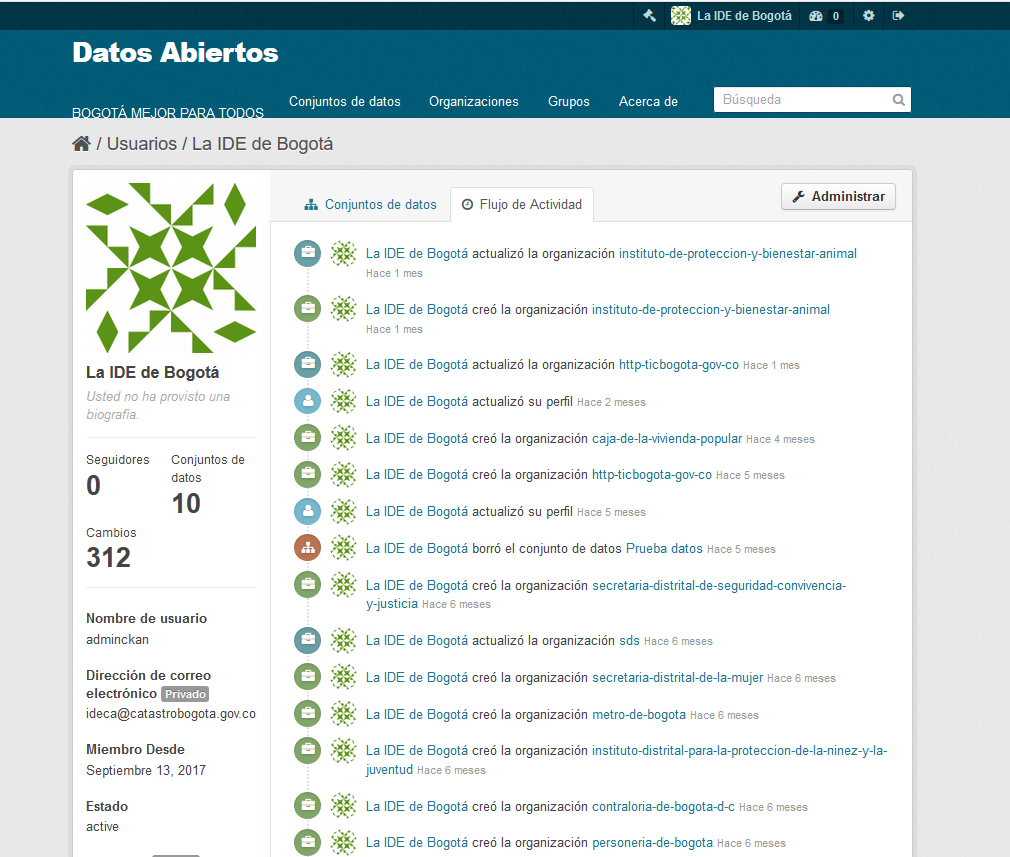 La IDE de Bogotá 0
Datos Abiertos
BOGOTÁ MEJOR PARA TODOS
Conjuntos de datos Organizaciones Grupos Acerca de Búsqueda
/ Usuarios / La IDE de Bogotá
La IDE de Bogotá
Usted no ha provisto una
biografía.
Seguidores
0
Conjuntos de
datos
10
Cambios
312
Nombre de usuario
adminckan
Dirección de correo
electrónico Privado
ideca@catastrobogota.gov.co
Miembro Desde
Septiembre 13, 2017
Estado
active
Conjuntos de datos Flujo de Actividad Administrar
La IDE de Bogotá actualizó la organización instituto-de-proteccion-y-bienestar-animal
Hace 1 mes
La IDE de Bogotá creó la organización instituto-de-proteccion-y-bienestar-animal
Hace 1 mes
La IDE de Bogotá actualizó la organización http-ticbogota-gov-co Hace 1 mes
La IDE de Bogotá actualizó su perfil Hace 2 meses
La IDE de Bogotá creó la organización caja-de-la-vivienda-popular Hace 4 meses
La IDE de Bogotá creó la organización http-ticbogota-gov-co Hace 5 meses
La IDE de Bogotá actualizó su perfil Hace 5 meses
La IDE de Bogotá borró el conjunto de datos Prueba datos Hace 5 meses
La IDE de Bogotá creó la organización secretaria-distrital-de-seguridad-convivencia-
y-justicia Hace 6 meses
La IDE de Bogotá actualizó la organización sds Hace 6 meses
La IDE de Bogotá creó la organización secretaria-distrital-de-la-mujer Hace 6 meses
La IDE de Bogotá creó la organización metro-de-bogota Hace 6 meses
La IDE de Bogotá creó la organización instituto-distrital-para-la-proteccion-de-la-ninez-y-la-
juventud Hace 6 meses
La IDE de Bogotá creó la organización contraloria-de-bogota-d-c Hace 6 meses
La IDE de Bogotá creó la organización personeria-de-bogota Hace 6 meses